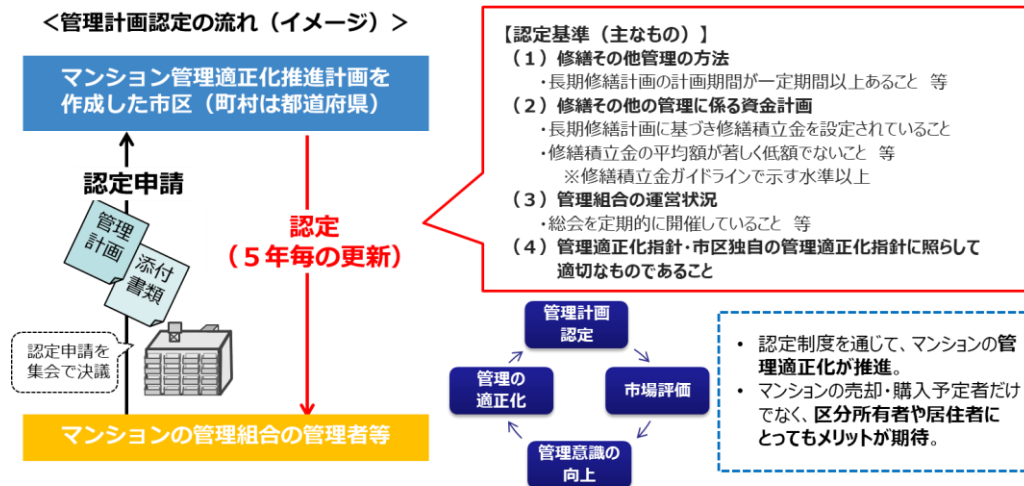 ＜管理計画認定の流れ（イメージ）＞
マンション管理適正化推進計画を
作成した市区（町村は都道府県）
認定申請
管理
計画
添付
書類
認定申請を
集会で決議
認定
（５年毎の更新）
マンションの管理組合の管理者等
【認定基準（主なもの）】
（１）修繕その他管理の方法
・長期修繕計画の計画期間が一定期間以上あること　等
（２）修繕その他の管理に係る資金計画
・長期修繕計画に基づき修繕積立金を設定されていること
・修繕積立金の平均額が著しく低額でないこと　等
※修繕積立金ガイドラインで示す水準以上
（３）管理組合の運営状況
・総会を定期的に開催していること　等
（４）管理適正化指針・市区独自の管理適正化指針に照らして
適切なものであること
管理計画
認定
市場評価
管理意識の
向上
管理の
適正化
• 認定制度を通じて、マンションの管
理適正化が推進。
• マンションの売却・購入予定者だけ
でなく、区分所有者や居住者に
とってもメリットが期待。